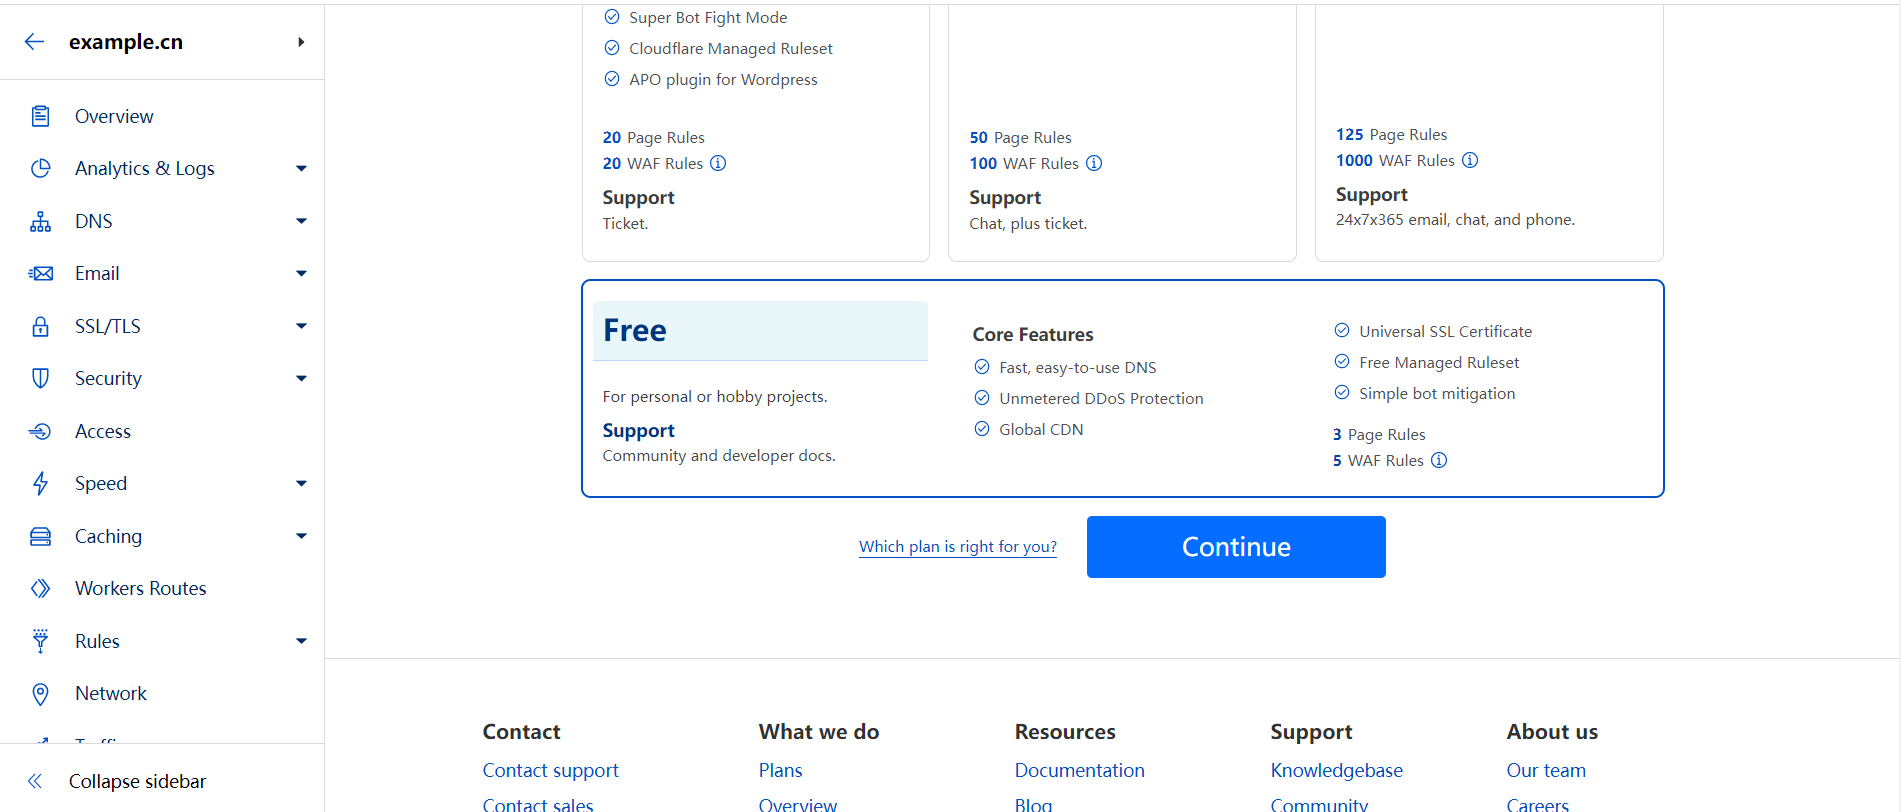 example.cn
Overview
Analytics & Logs
DNS
Email
SSL/TLS
Security
Access
Speed
Caching
Workers Routes
Rules
Network
Collapse sidebar
Super Bot Fight Mode
Cloudflare Managed Ruleset
APO plugin for Wordpress
20 Page Rules
20 WAF Rules
Support
Ticket.
50 Page Rules
100 WAF Rules
Support
Chat, plus ticket.
125 Page Rules
1000 WAF Rules
Support
24x7x365 email, chat, and phone.
Free
For personal or hobby projects.
Support
Community and developer docs.
Core Features
Fast, easy-to-use DNS
Unmetered DDoS Protection
Global CDN
Universal SSL Certificate
Free Managed Ruleset
Simple bot mitigation
3 Page Rules
5 WAF Rules
Which plan is right for you?
Continue
Contact
Contact support
Contact sales
What we do
Plans
Overview
Resources
Documentation
Blog
Support
Knowledgebase
Community
About us
Our team
Careers